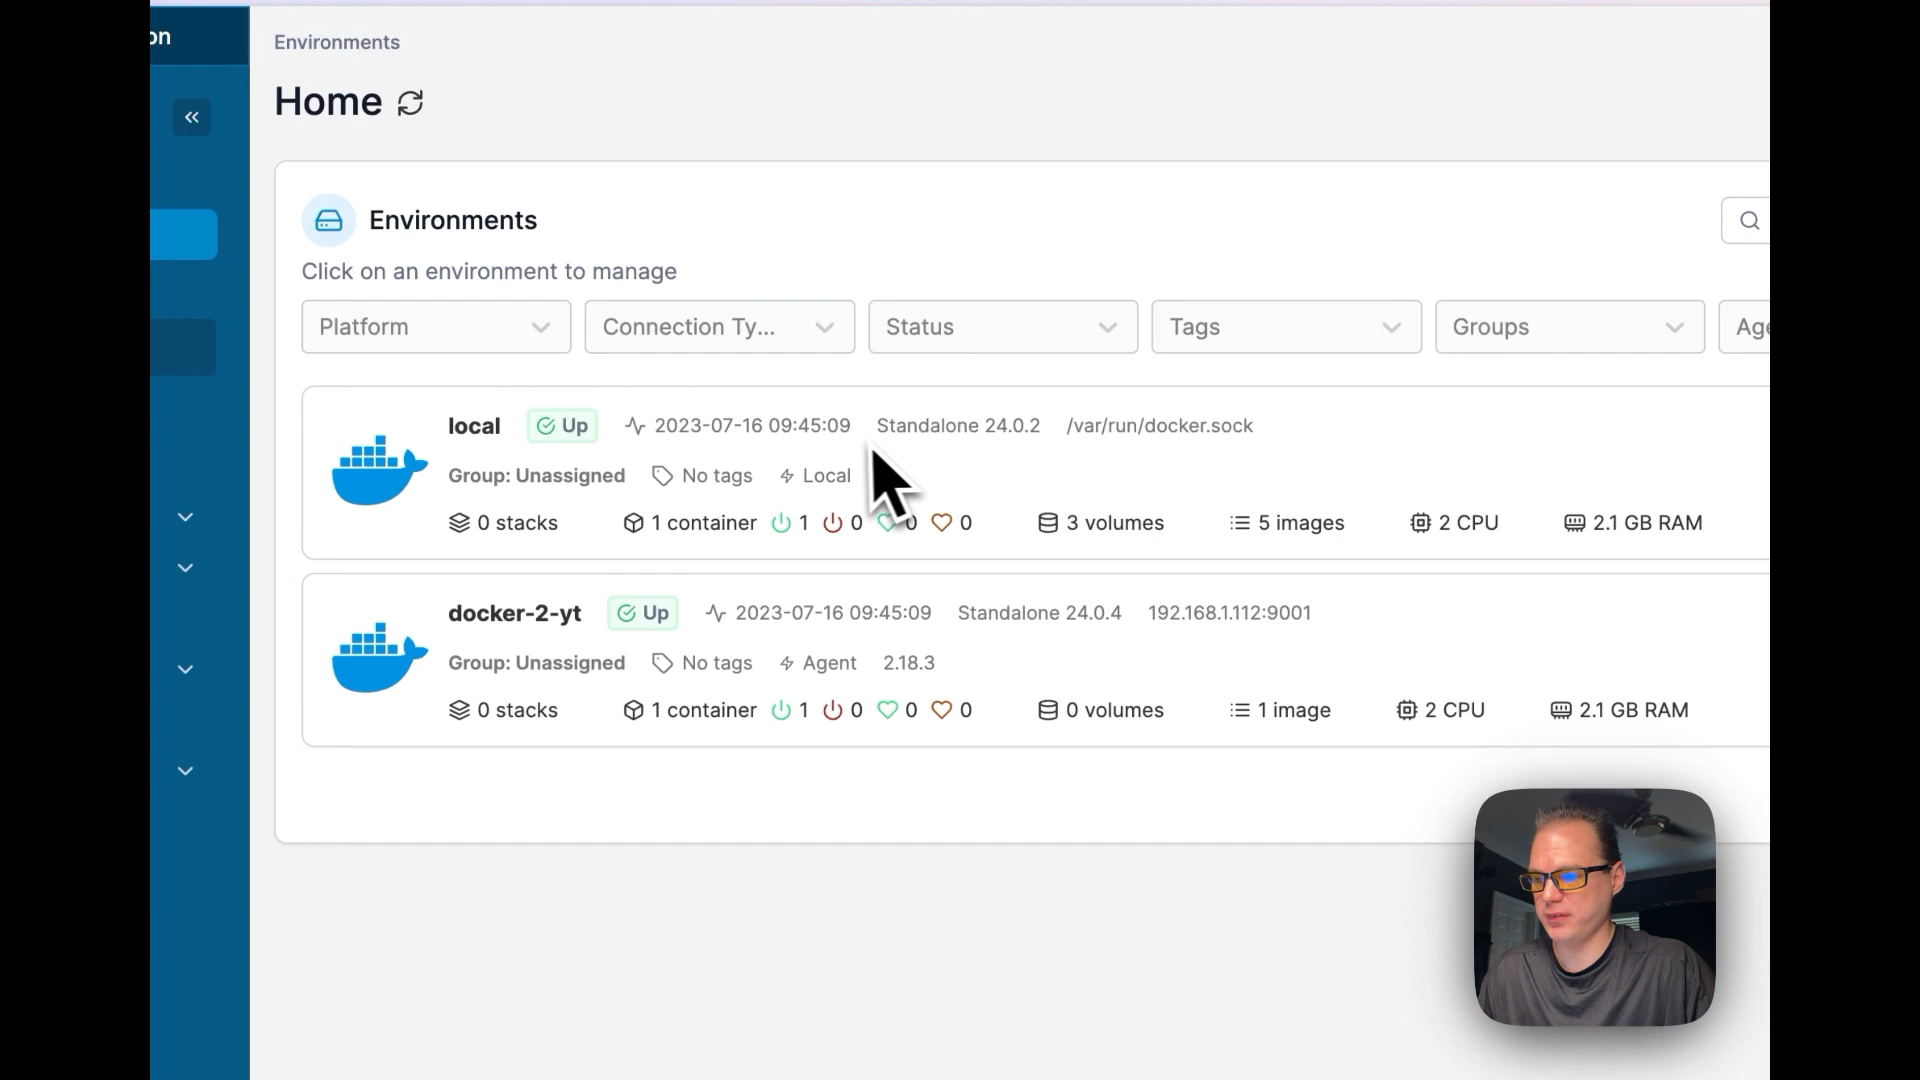 on
Environments
Home
Environments
Click on an environment to manage
Platform Connection Ty... Status Tags Groups Age
local Up 2023-07-16 09:45:09 Standalone 24.0.2 /var/run/docker.sock
Group: Unassigned No tags Local
0 stacks 1 container 1 0 0 0 3 volumes 5 images 2 CPU 2.1 GB RAM
docker-2-yt Up 2023-07-16 09:45:09 Standalone 24.0.4 192.168.1.112:9001
Group: Unassigned No tags Agent 2.18.3
0 stacks 1 container 1 0 0 0 0 volumes 1 image 2 CPU 2.1 GB RAM